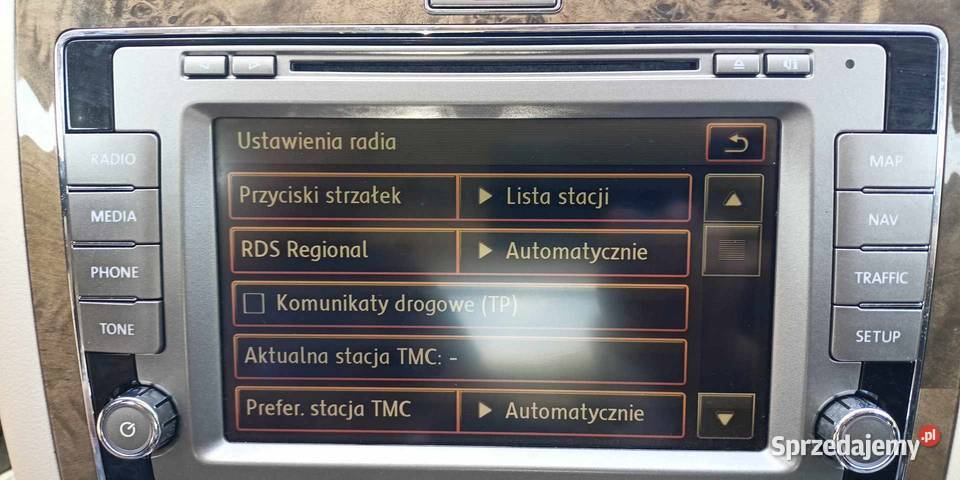 Ustawienia radia
RADIO
MEDIA
PHONE
TONE
Przyciski strzałek
Lista stacji
RDS Regional
Automatycznie
Komunikaty drogowe (TP)
Aktualna stacja TMC: -
Prefer. stacja TMC
Automatycznie
MAP
NAV
TRAFFIC
SETUP
Sprzedajemy.pl